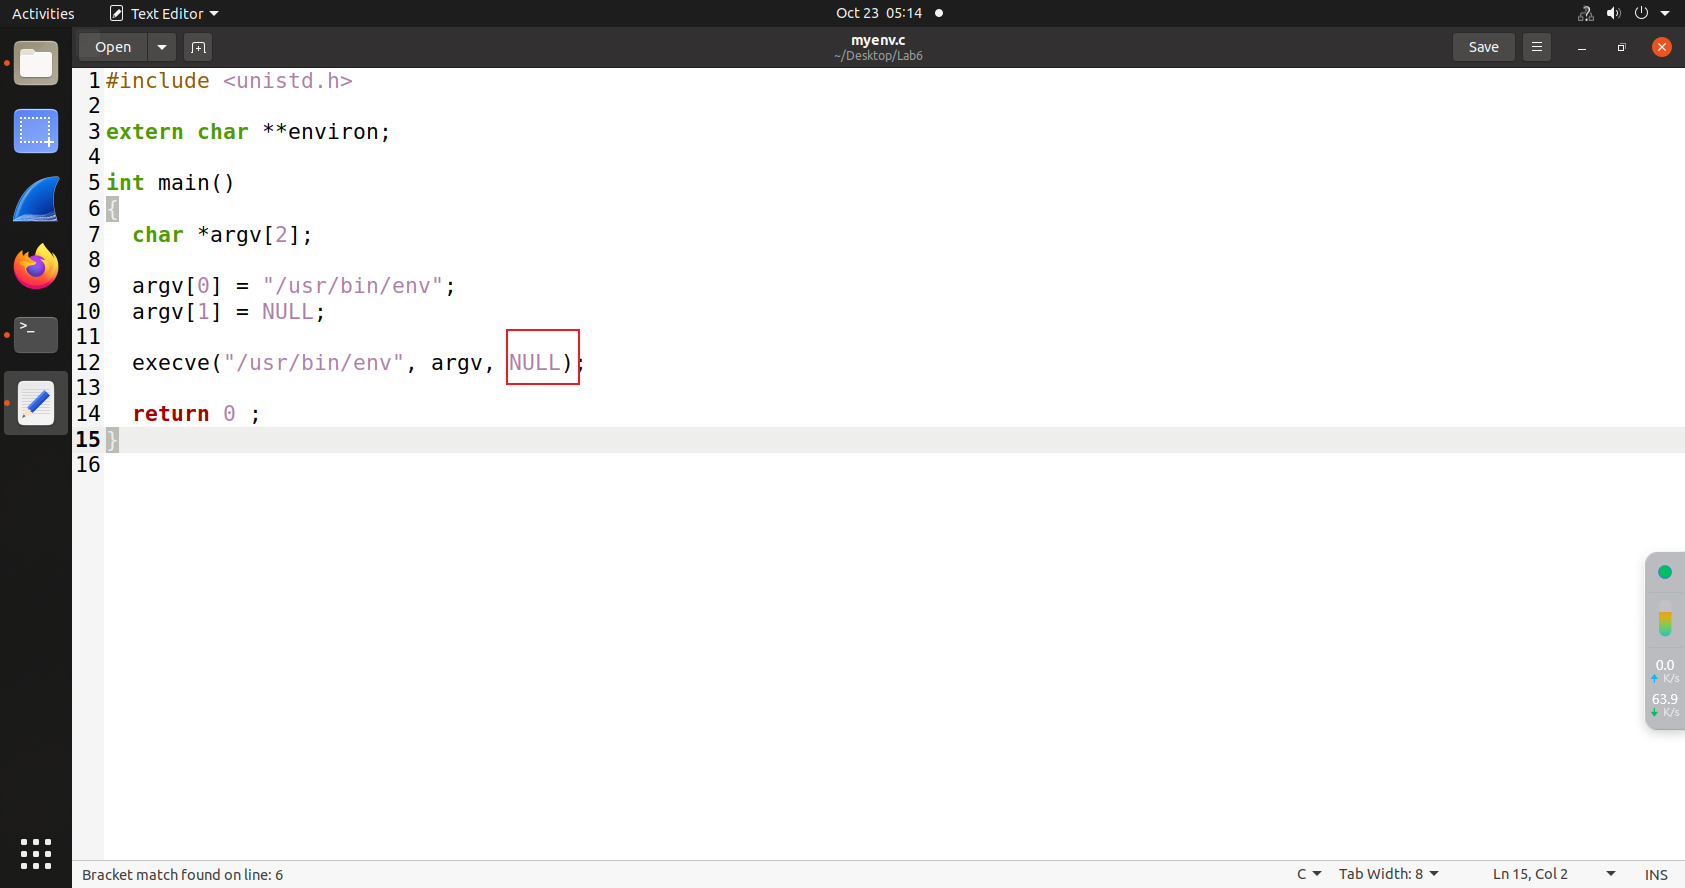 Activities Text Editor Oct 23 05:14
Open myenv.c Save
~/Desktop/Lab6
1 #include <unistd.h>
2
3 extern char **environ;
4
5 int main()
6 {
7   char *argv[2];
8
9   argv[0] = "/usr/bin/env";
10   argv[1] = NULL;
11
12   execve("/usr/bin/env", argv, NULL);
13
14   return 0 ;
15 }
16
>_
0.0
K/s
63.9
K/s
Bracket match found on line: 6 C Tab Width: 8 Ln 15, Col 2 INS